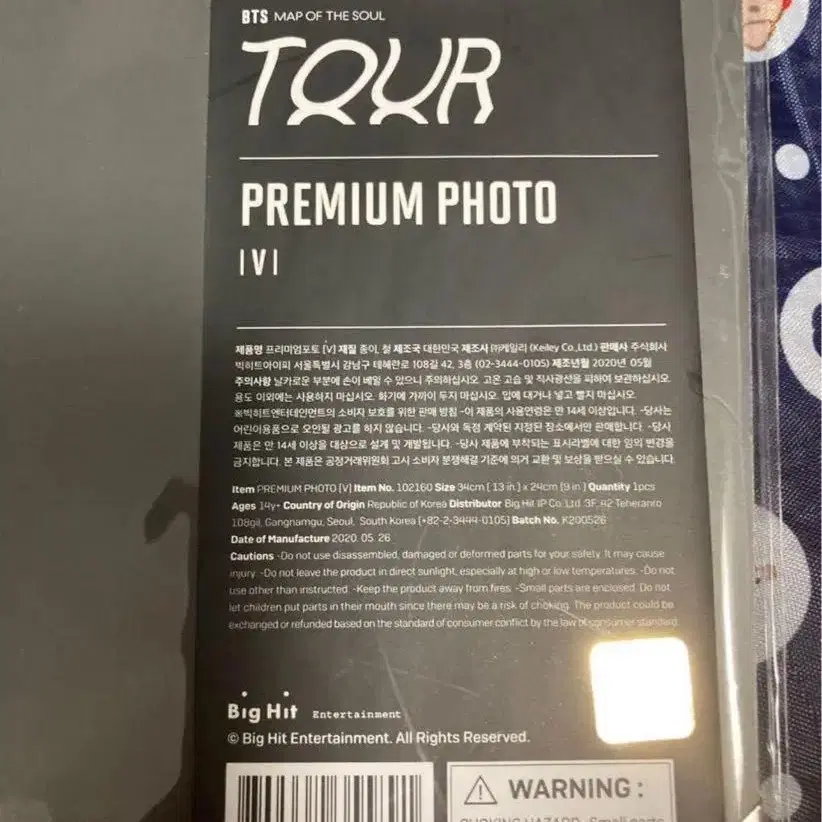 BTS MAP OF THE SOUL
TOUR
PREMIUM PHOTO
|V|
제품명 프리미엄포토 [V] 재질 종이, 철 제조국 대한민국 제조사 ㈜케일리 (Keiley Co.,Ltd.) 판매사 주식회사
빅히트아이피 서울특별시 강남구 테헤란로 108길 42, 3층 (02-3444-0105) 제조년월 2020년 05월
주의사항 날카로운 부분에 손이 베일 수 있으니 주의하십시오. 고온 고습 및 직사광선을 피하여 보관하십시오.
용도 이외에는 사용하지 마십시오. 화기에 가까이 두지 마십시오. 입에 대거나 넣고 빨지 마십시오.
※빅히트엔터테인먼트의 소비자 보호를 위한 판매 방침 -이 제품의 사용연령은 만 14세 이상입니다. -당사는
어린이용품으로 오인될 광고를 하지 않습니다. -당사와 독점 계약된 지정된 장소에서만 판매합니다. -당사
제품은 만 14세 이상을 대상으로 설계 및 개발됩니다. -당사 제품에 부착되는 표시라벨에 대한 임의 변경을
금지합니다. 본 제품은 공정거래위원회 고시 소비자 분쟁해결 기준에 의거 교환 및 보상을 받으실 수 있습니다.
Item PREMIUM PHOTO [V] Item No. 102160 Size 34cm [ 13 in.] x 24cm [9 in.] Quantity 1pcs
Ages 14y+ Country of Origin Republic of Korea Distributor Big Hit IP Co.,Ltd. 3F, 42 Teheranro
108gil, Gangnamgu, Seoul, South Korea [+82-2-3444-0105] Batch No. K200526
Date of Manufacture 2020. 05. 26
Cautions -Do not use disassembled, damaged or deformed parts for your safety. It may cause
injury. -Do not leave the product in direct sunlight, especially at high or low temperatures. -Do not
use other than instructed. -Keep the product away from fires. -Small parts are enclosed. Do not
let children put parts in their mouth since there may be a risk of choking. The product could be
exchanged or refunded based on the standard of consumer conflict by the law of consumer standard.
Big Hit Entertainment
© Big Hit Entertainment. All Rights Reserved.
WARNING :
CHOKING HAZARD - Small parts